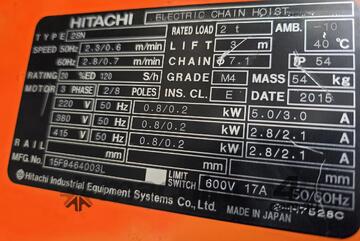 HITACHI ELECTRIC CHAIN HOIST
TYPE 2SN RATED LOAD 2 t AMB. -10
SPEED 50Hz 2.3/0.6 m/min LIFT 3 m 40 °C
60Hz 2.8/0.7 m/min CHAIN φ7.1 IP 54
RATING 30 %ED 120 S/h GRADE M4 MASS 54 kg
MOTOR 3 PHASE 2/8 POLES INS. CL. E DATE 2015
220 V 50 Hz 0.8/0.2 kW 5.0/3.0 A
380 V 50 Hz 0.8/0.2 kW 2.8/2.1 A
415 V 50 Hz 0.8/0.2 kW 2.8/2.1 A
RAIL mm
MFG.No. 15F9464003L LIMIT SWITCH 600V 17A 50/60Hz
Hitachi Industrial Equipment Systems Co., Ltd. MADE IN JAPAN